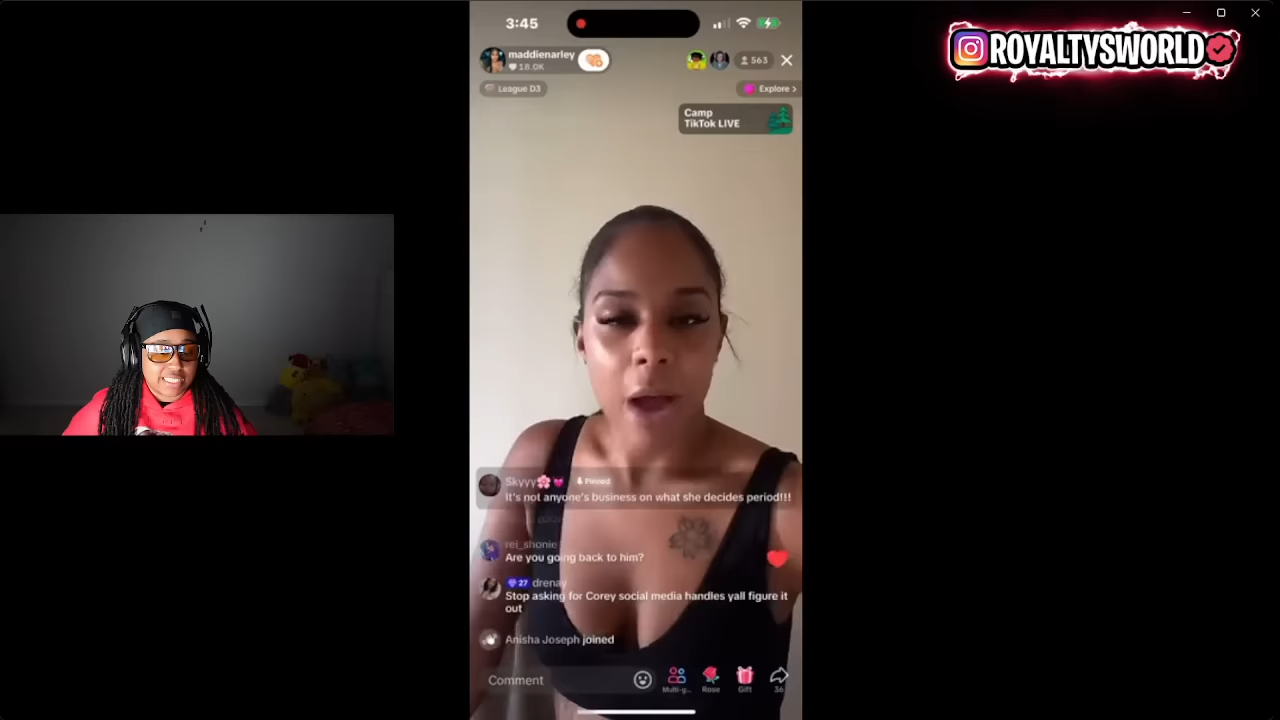 3:45
ROYALTYSWORLD
maddienarley
18.0K
563
League D3
Explore >
Camp
TikTok LIVE
Skyyy Pinned
It's not anyone's business on what she decides period!!!
rei_shonie
Are you going back to him?
27 drenay
Stop asking for Corey social media handles yall figure it
out
Anisha Joseph joined
Comment
Multi-g... Rose Gift 36